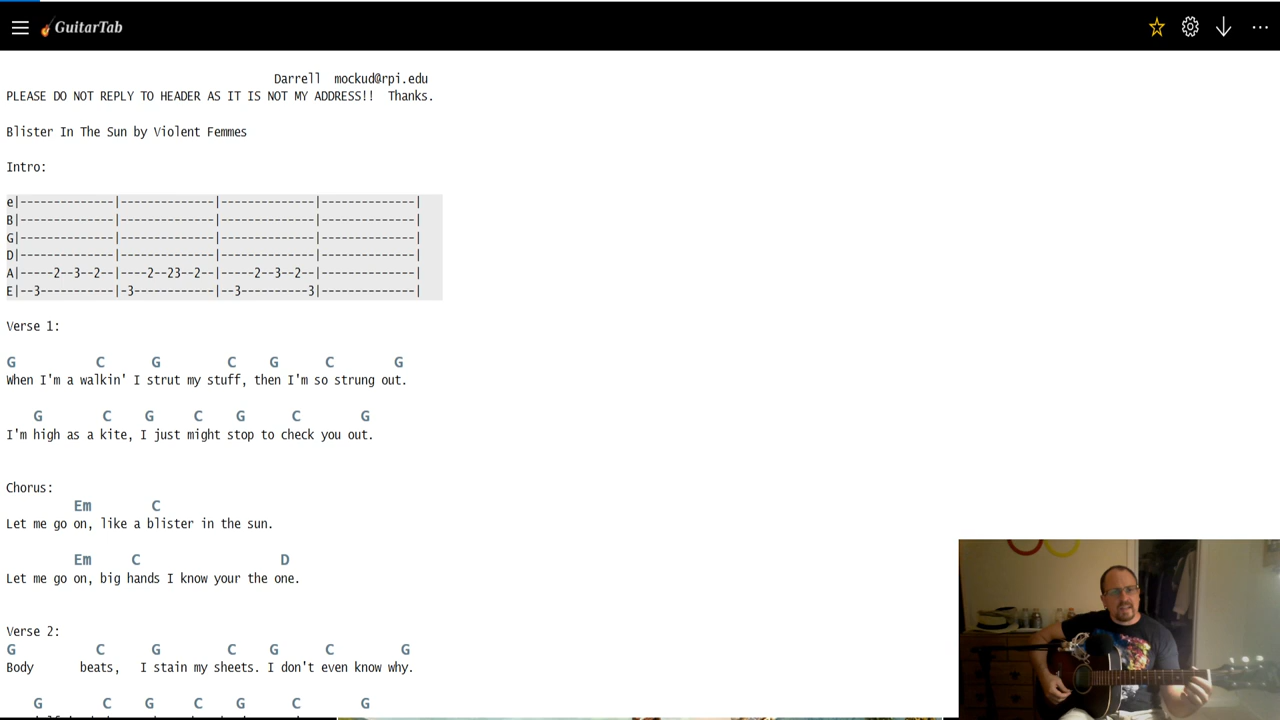 GuitarTab
Darrell  mockud@rpi.edu
PLEASE DO NOT REPLY TO HEADER AS IT IS NOT MY ADDRESS!!  Thanks.
Blister In The Sun by Violent Femmes
Intro:
e|--------------|--------------|--------------|--------------|
B|--------------|--------------|--------------|--------------|
G|--------------|--------------|--------------|--------------|
D|--------------|--------------|--------------|--------------|
A|-----2--3--2--|----2--23--2--|-----2--3--2--|--------------|
E|--3-----------|-3------------|--3----------3|--------------|
Verse 1:
G            C       G          C     G       C         G
When I'm a walkin' I strut my stuff, then I'm so strung out.
G         C     G      C     G       C         G
I'm high as a kite, I just might stop to check you out.
Chorus:
Em         C
Let me go on, like a blister in the sun.
Em      C                     D
Let me go on, big hands I know your the one.
Verse 2:
G            C       G          C     G       C          G
Body       beats,   I stain my sheets. I don't even know why.
G         C     G      C     G       C         G